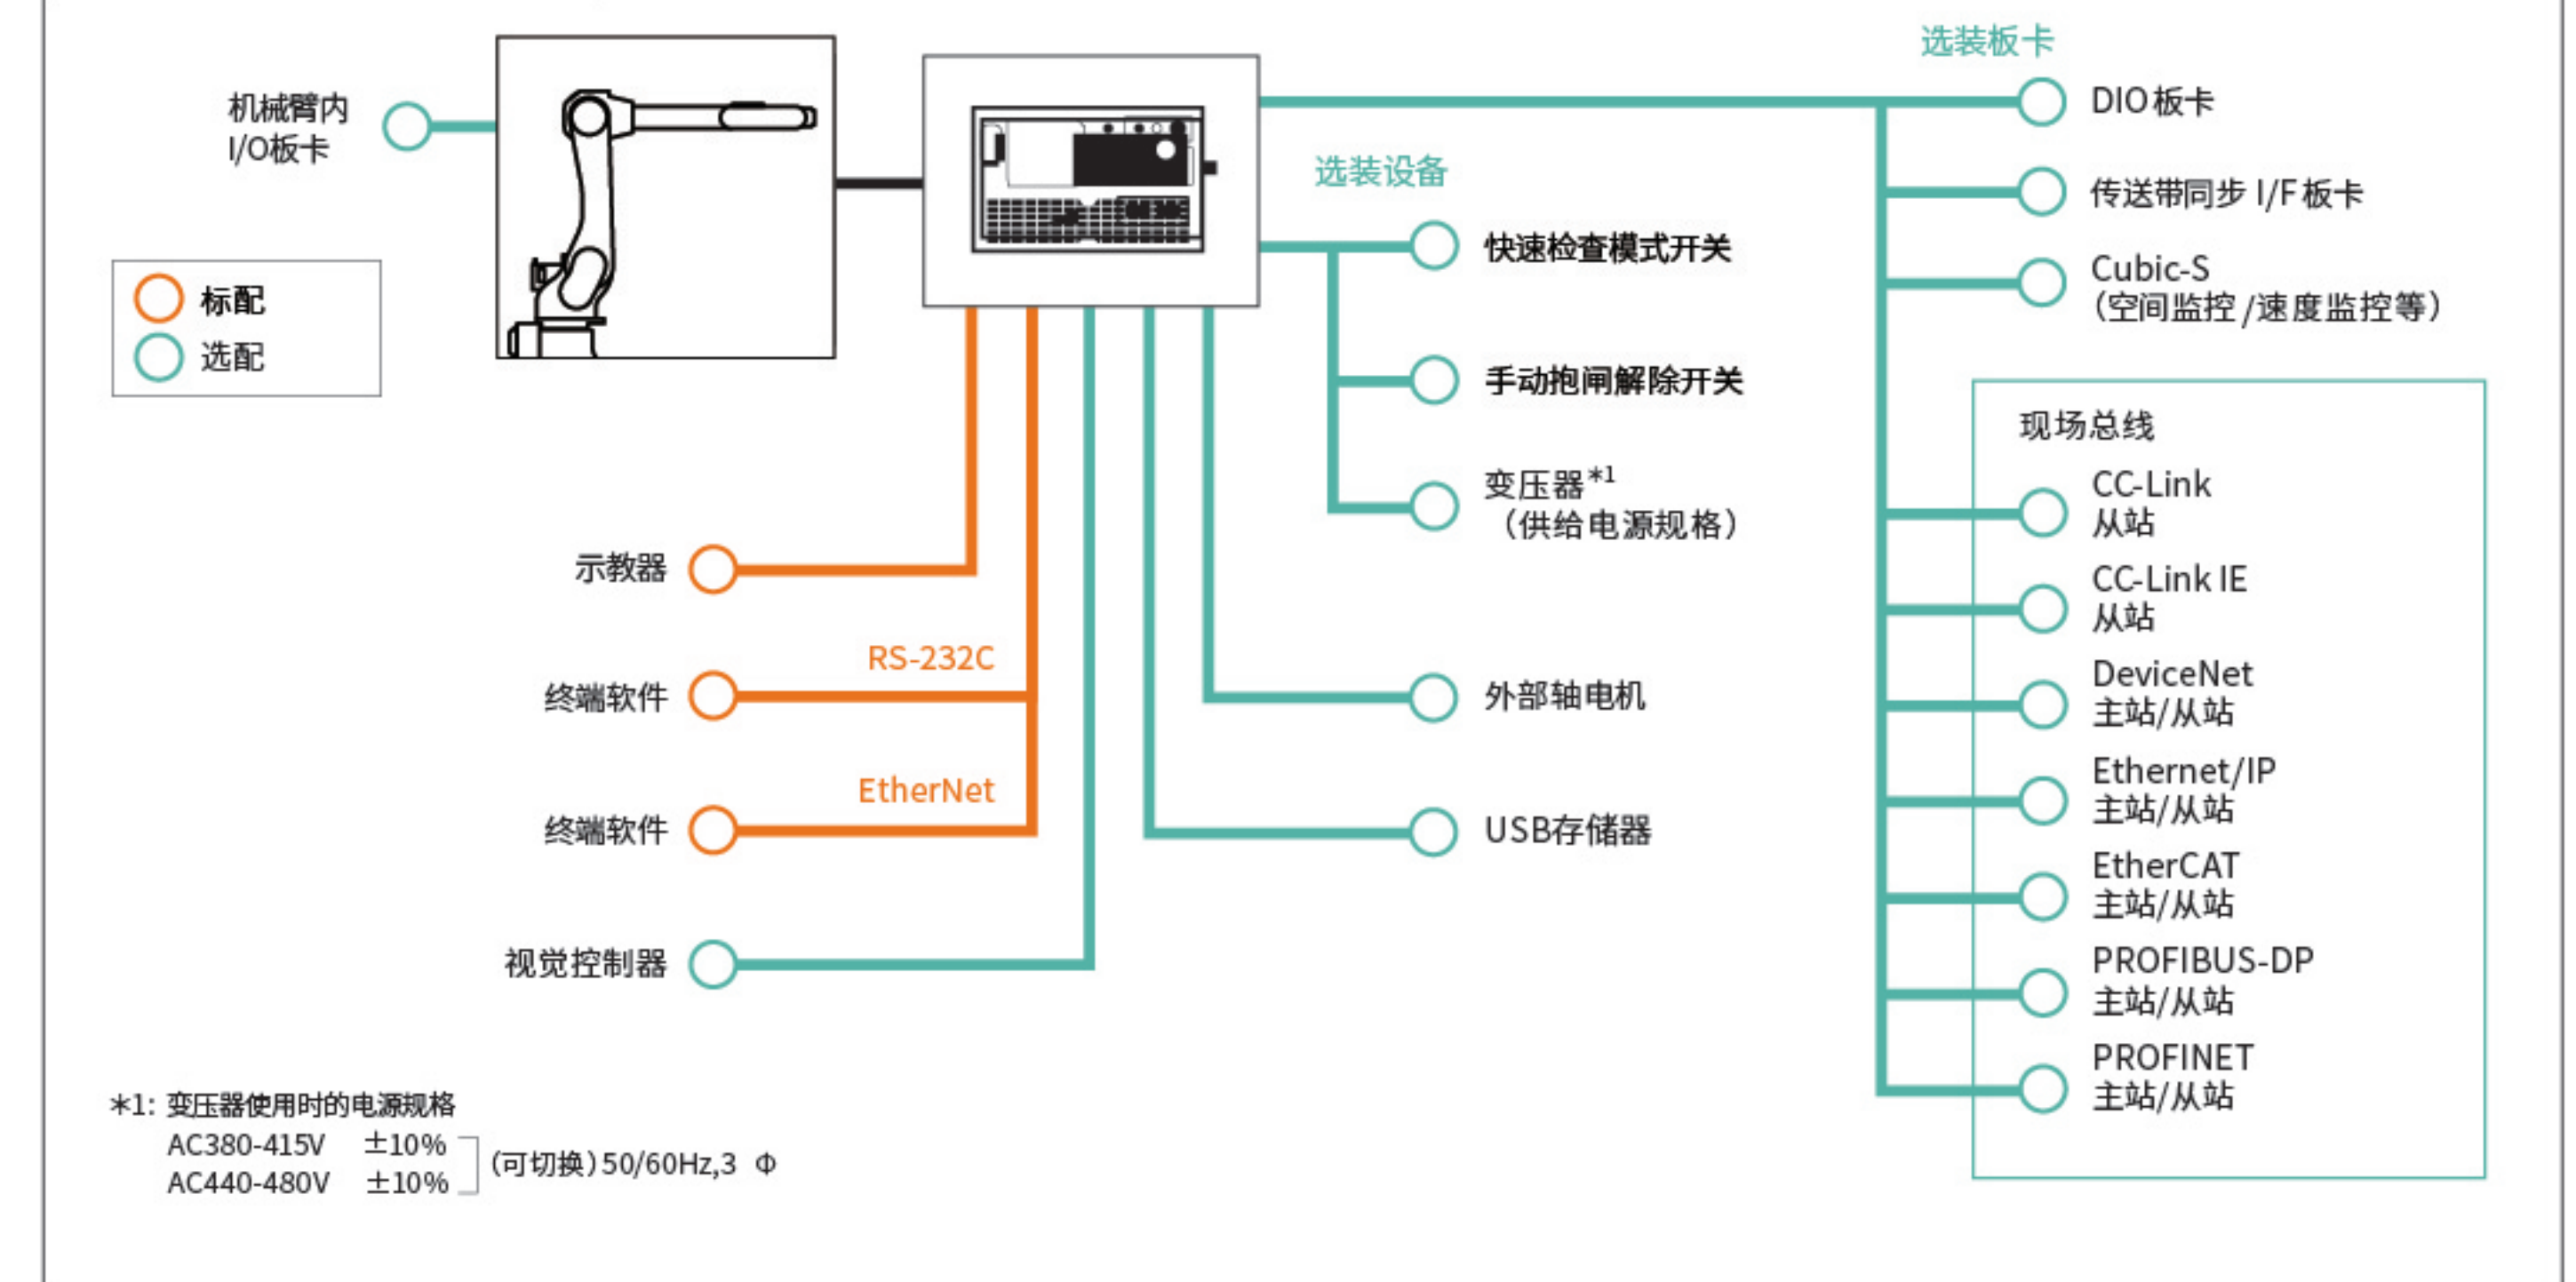 机械臂内
I/O板卡
标配
选配
选装板卡
DIO板卡
传送带同步 I/F 板卡
Cubic-S
（空间监控/速度监控等）
选装设备
快速检查模式开关
手动抱闸解除开关
变压器*1
（供给电源规格）
外部轴电机
USB存储器
示教器
RS-232C
终端软件
EtherNet
终端软件
视觉控制器
现场总线
CC-Link
从站
CC-Link IE
从站
DeviceNet
主站/从站
Ethernet/IP
主站/从站
EtherCAT
主站/从站
PROFIBUS-DP
主站/从站
PROFINET
主站/从站
*1: 变压器使用时的电源规格
AC380-415V ±10%
AC440-480V ±10%
（可切换）50/60Hz,3 Φ